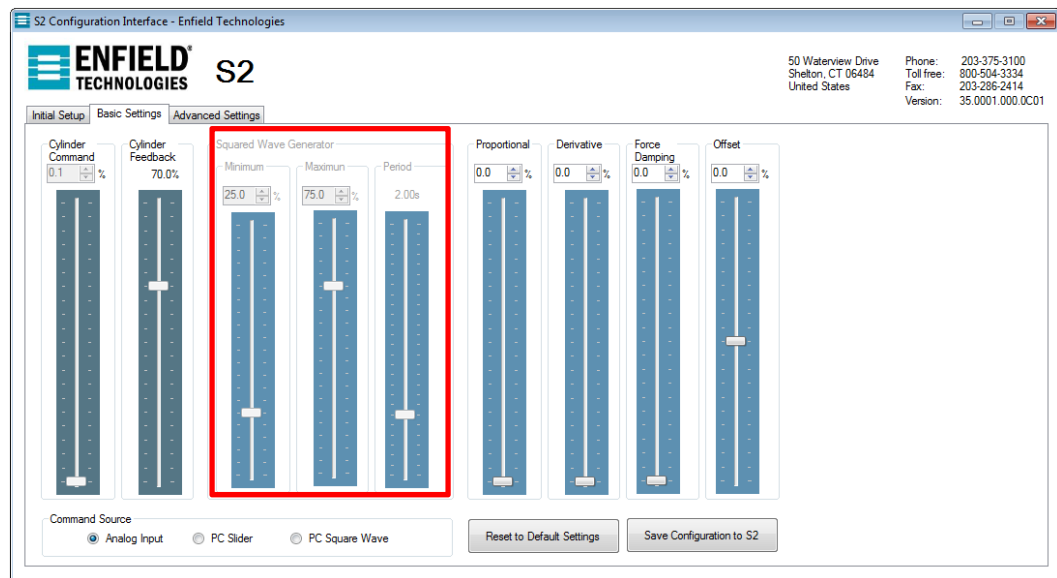 S2 Configuration Interface - Enfield Technologies
ENFIELD®
TECHNOLOGIES
S2
50 Waterview Drive
Shelton, CT 06484
United States
Phone: 203-375-3100
Toll free: 800-504-3334
Fax: 203-286-2414
Version: 35.0001.000.0C01
Initial Setup Basic Settings Advanced Settings
Cylinder
Command
0.1 %
Cylinder
Feedback
70.0%
Squared Wave Generator
Minimum
25.0 %
Maximun
75.0 %
Period
2.00s
Proportional
0.0 %
Derivative
0.0 %
Force
Damping
0.0 %
Offset
0.0 %
Command Source
Analog Input PC Slider PC Square Wave
Reset to Default Settings
Save Configuration to S2